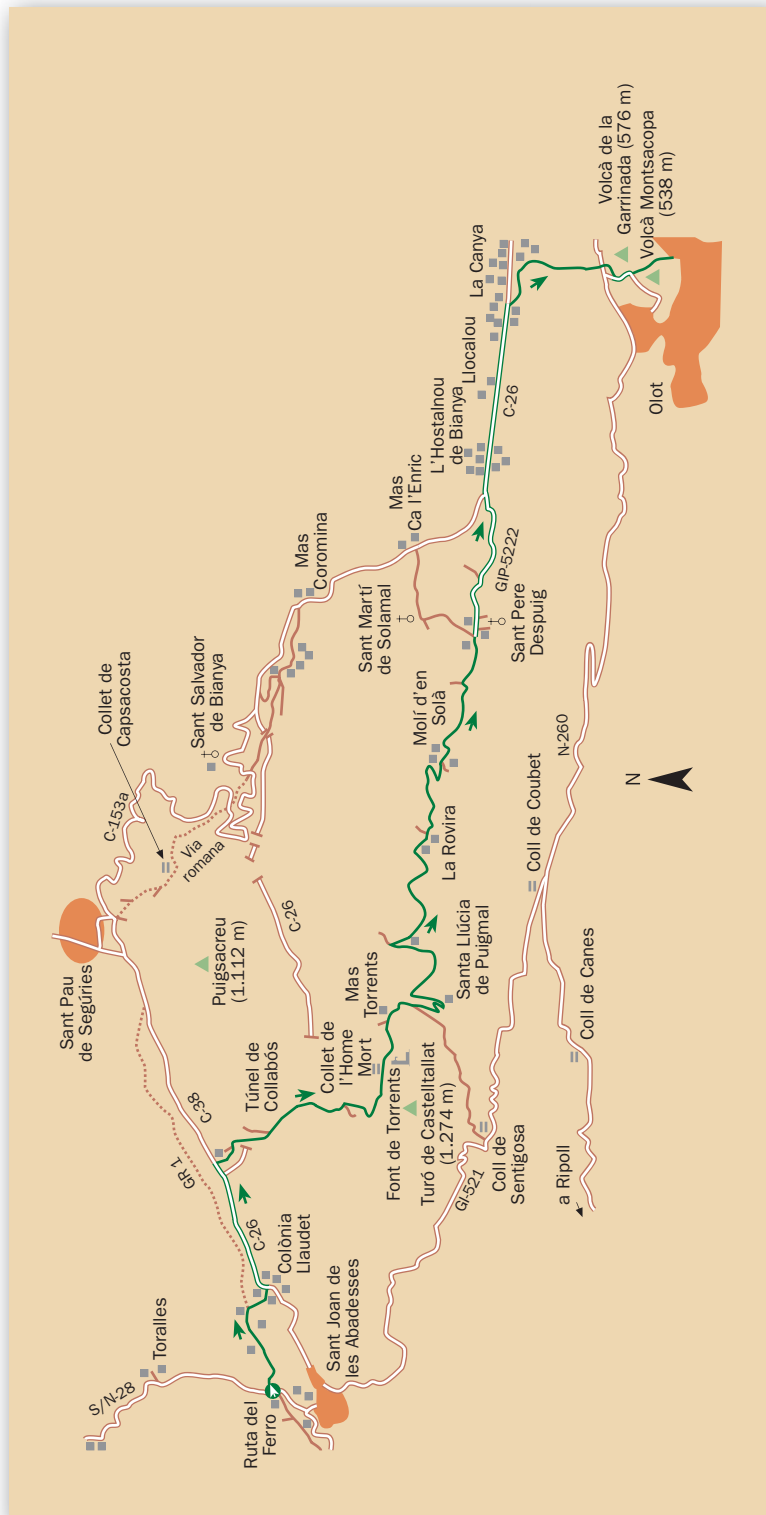 S/N-28
Toralles
Ruta del
Ferro
Sant Joan de
les Abadesses
Colònia
Llaudet
C-26
GR 1
C-38
Sant Pau
de Segúries
C-153a
Collet de
Capsacosta
Via
romana
Sant Salvador
de Bianya
Puigsacreu
(1.112 m)
C-26
Túnel de
Collabós
Collet de
l'Home
Mort
Mas
Torrents
Font de Torrents
Turó de Castelltallat
(1.274 m)
GI-521
Coll de
Sentigosa
Santa Llúcia
de Puigmal
La Rovira
Molí d'en
Solà
Mas
Coromina
Mas
Ca l'Enric
Sant Martí
de Solamal
Sant Pere
Despuig
GIP-5222
L'Hostalnou
de Bianya
Llocalou
La Canya
C-26
a Ripoll
Coll de Canes
Coll de Coubet
N-260
N
Volcà de la
Garrinada (576 m)
Volcà Montsacopa
(538 m)
Olot